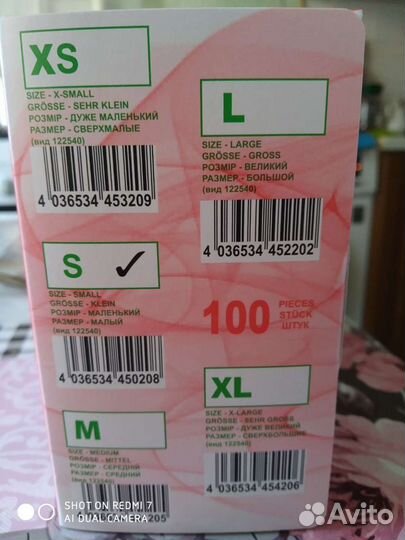 XS
SIZE - X-SMALL
GRÖSSE - SEHR KLEIN
РОЗМІР - ДУЖЕ МАЛЕНЬКИЙ
РАЗМЕР - СВЕРХМАЛЫЕ
(вид 122540)
4 036534 453209
L
SIZE - LARGE
GRÖSSE - GROSS
РОЗМІР - ВЕЛИКИЙ
РАЗМЕР - БОЛЬШОЙ
(вид 122540)
4 036534 452202
S ✓
SIZE - SMALL
GRÖSSE - KLEIN
РОЗМІР - МАЛЕНЬКИЙ
РАЗМЕР - МАЛЫЙ
(вид 122540)
4 036534 450208
100 PIECES
STÜCK
ШТУК
XL
SIZE - X-LARGE
GRÖSSE - SEHR GROSS
РОЗМІР - ДУЖЕ ВЕЛИКИЙ
РАЗМЕР - СВЕРХБОЛЬШИЕ
(вид 122540)
4 036534 454206
M
SIZE - MEDIUM
GRÖSSE - MITTEL
РОЗМІР - СЕРЕДНІЙ
РАЗМЕР - СРЕДНИЙ
(вид 122540)
SHOT ON REDMI 7
AI DUAL CAMERA
Avito